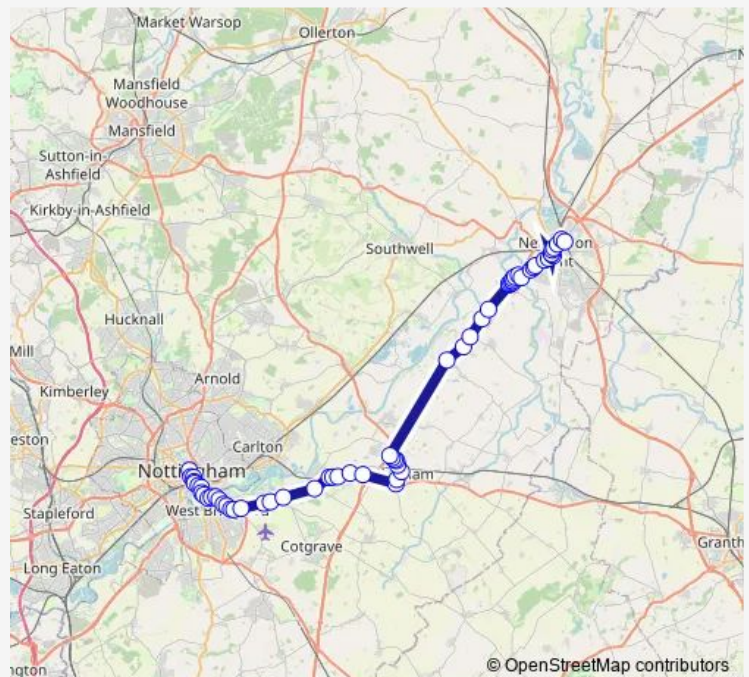 Market Warsop
Ollerton
Mansfield
Woodhouse
Mansfield
Sutton-in-
Ashfield
Kirkby-in-Ashfield
Southwell
Hucknall
Mill
Arnold
Kimberley
eston
Carlton
Nottingham
Stapleford
Cotgrave
Long Eaton
Granth
ngton
© OpenStreetMap contributors